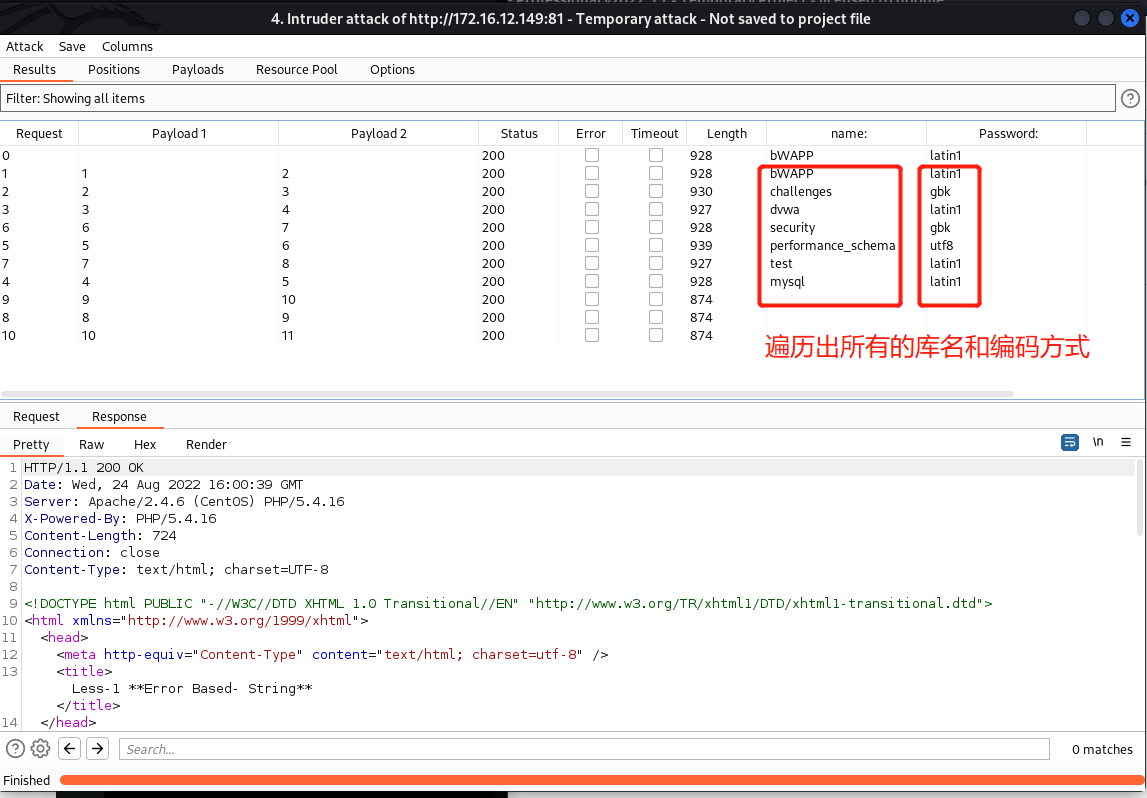 4. Intruder attack of http://172.16.12.149:81 - Temporary attack - Not saved to project file
Attack Save Columns
Results Positions Payloads Resource Pool Options
Filter: Showing all items
Request Payload 1 Payload 2 Status Error Timeout Length name: Password:
0 200 928 bWAPP latin1
1 1 2 200 928 bWAPP latin1
2 2 3 200 930 challenges gbk
3 3 4 200 927 dvwa latin1
6 6 7 200 928 security gbk
5 5 6 200 939 performance_schema utf8
7 7 8 200 927 test latin1
4 4 5 200 928 mysql latin1
9 9 10 200 874
8 8 9 200 874
10 10 11 200 874
遍历出所有的库名和编码方式
Request Response
Pretty Raw Hex Render \n
1 HTTP/1.1 200 OK
2 Date: Wed, 24 Aug 2022 16:00:39 GMT
3 Server: Apache/2.4.6 (CentOS) PHP/5.4.16
4 X-Powered-By: PHP/5.4.16
5 Content-Length: 724
6 Connection: close
7 Content-Type: text/html; charset=UTF-8
8
9 <!DOCTYPE html PUBLIC "-//W3C//DTD XHTML 1.0 Transitional//EN" "http://www.w3.org/TR/xhtml1/DTD/xhtml1-transitional.dtd">
10 <html xmlns="http://www.w3.org/1999/xhtml">
11 <head>
12 <meta http-equiv="Content-Type" content="text/html; charset=utf-8" />
13 <title>
Less-1 **Error Based- String**
</title>
14 </head>
Search... 0 matches
Finished